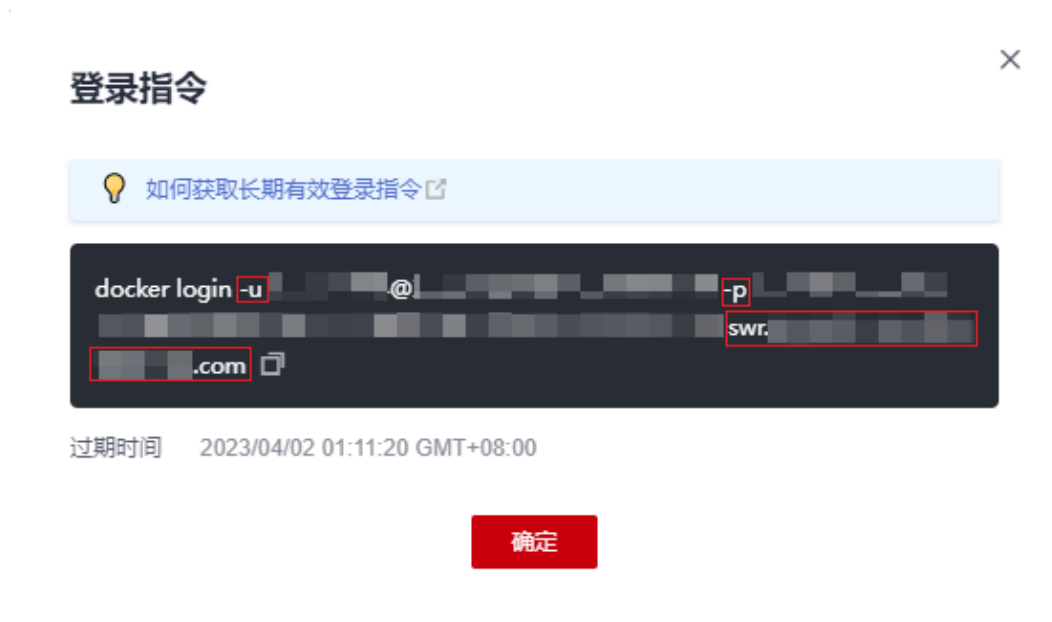 登录指令
如何获取长期有效登录指令
docker login -u @ -p
swr.
.com
过期时间 2023/04/02 01:11:20 GMT+08:00
确定